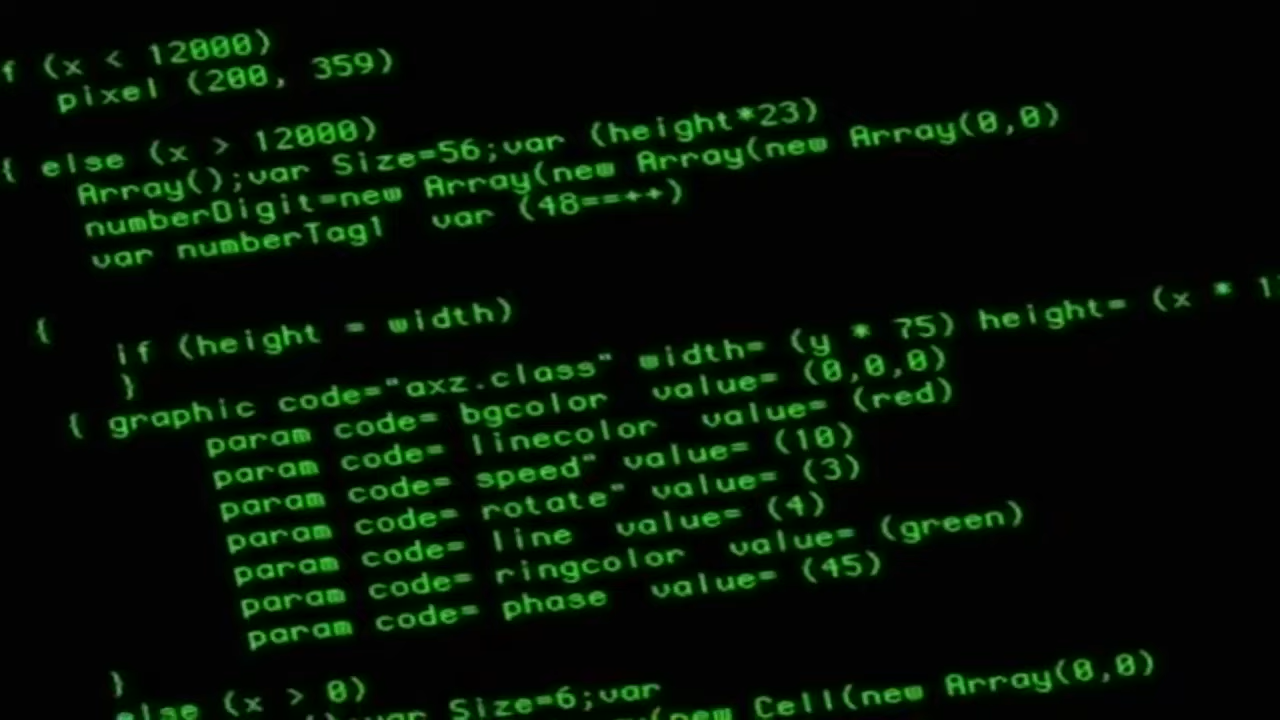 f (x < 12000)
pixel (200, 359)
{ else (x > 12000)
Array();var Size=56;var (height*23)
numberDigit=new Array(new Array(new Array(0,0)
var numberTag1 var (48==++)
{
if (height = width)
}
{ graphic code="axz.class" width= (y * 75) height= (x * 1
param code= bgcolor value= (0,0,0)
param code= linecolor value= (red)
param code= speed" value= (10)
param code= rotate" value= (3)
param code= line value= (4)
param code= ringcolor value= (green)
param code= phase value= (45)
}
else (x > 0)
();var Size=6;var
(new Cell(new Array(0,0)